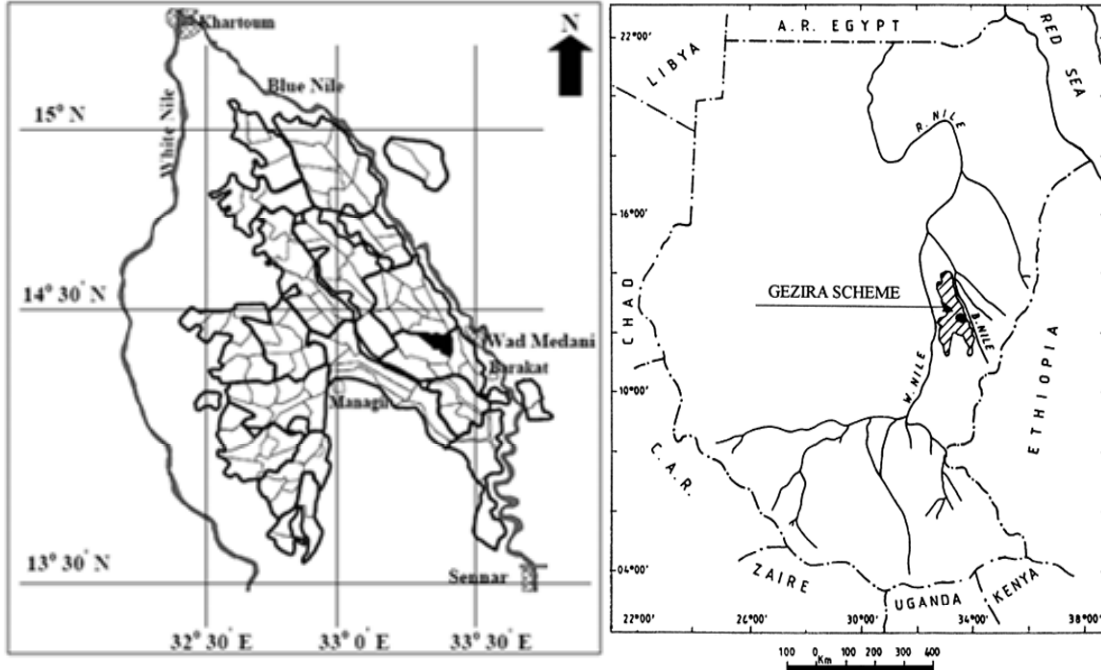 Khartoum
N
Blue Nile
White Nile
15° N
14° 30' N
Wad Medani
Barakat
Managil
13° 30' N
Sennar
32° 30' E
33° 0' E
33° 30' E
22°00'
A.R. EGYPT
LIBYA
RED SEA
R. NILE
16°00'
CHAD
GEZIRA SCHEME
B. NILE
W. NILE
10°00'
ETHIOPIA
C.A.R.
04°00'
ZAIRE
UGANDA
KENYA
22°00'
26°00'
30°00'
34°00'
38°00'
100 0 100 200 300 400
Km